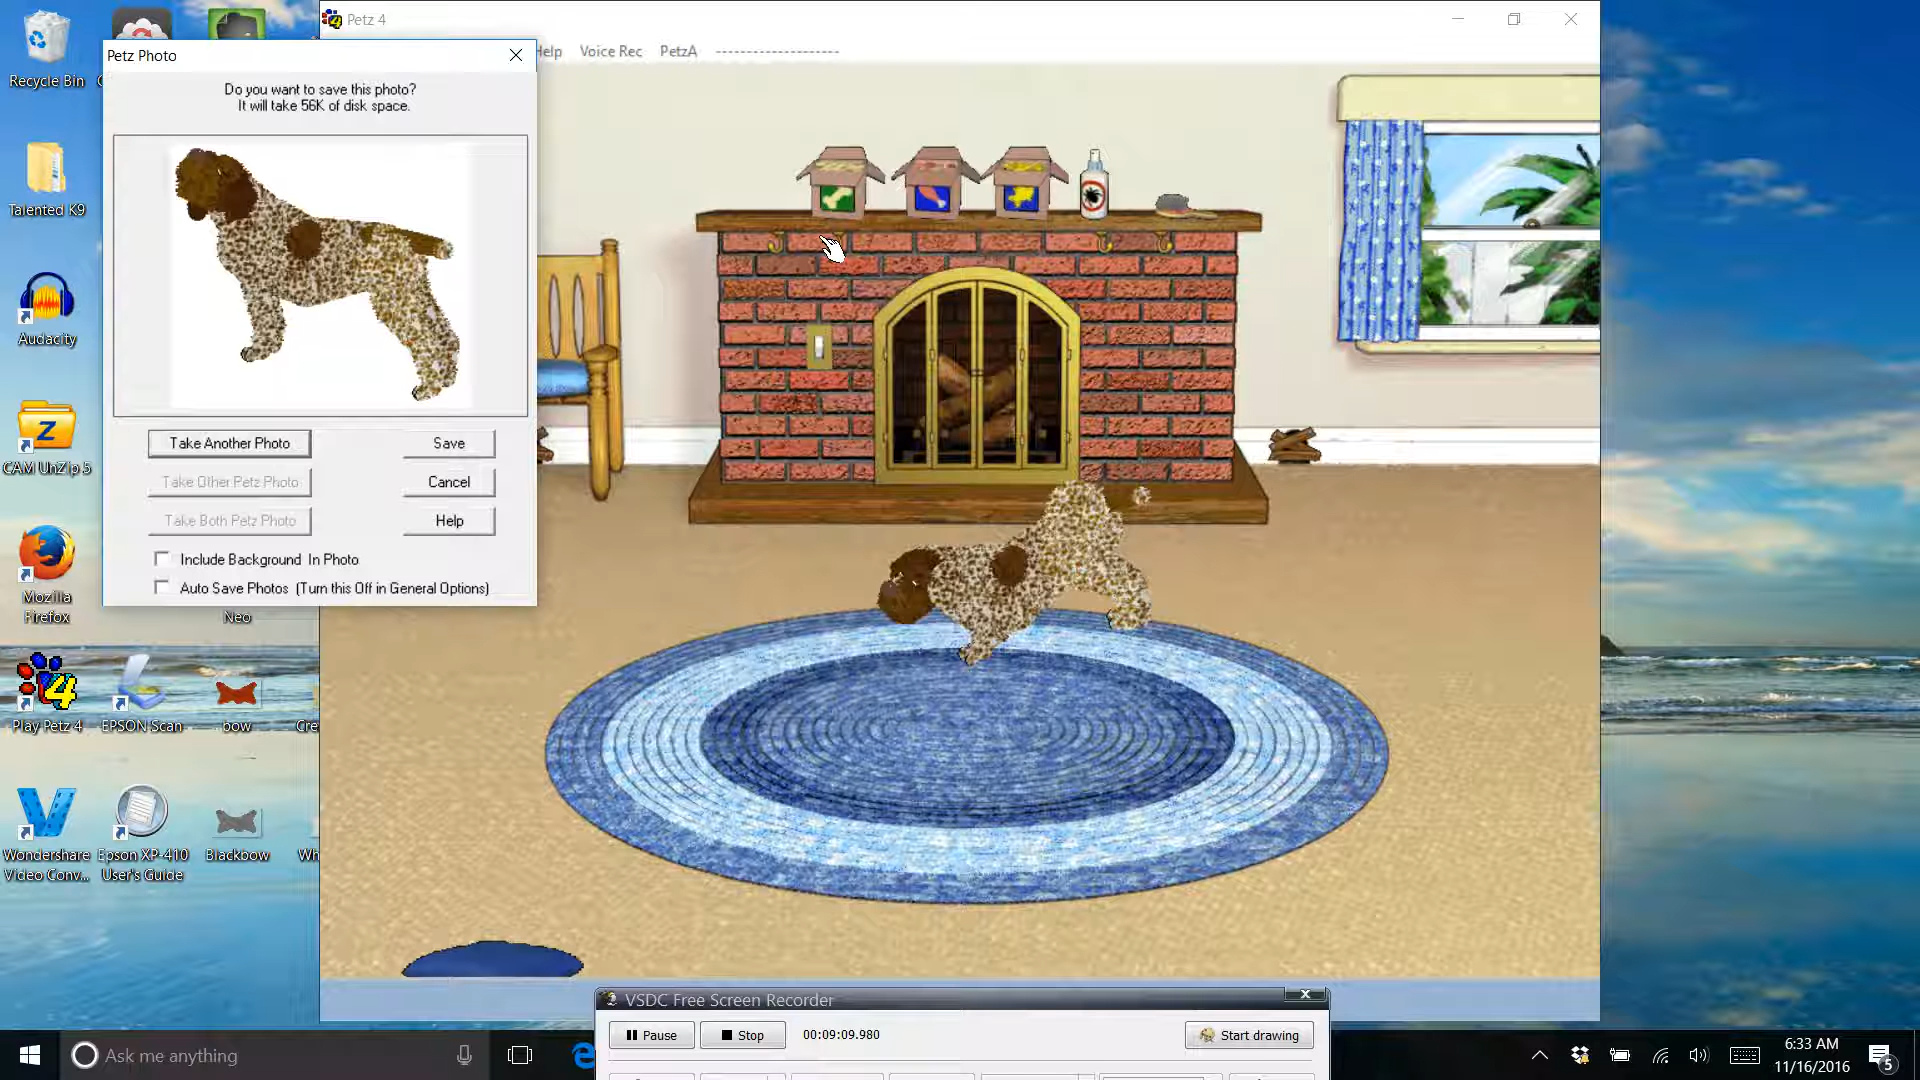 Petz 4
Help Voice Rec PetzA --------------------
Petz Photo
Do you want to save this photo?
It will take 56K of disk space.
Take Another Photo
Save
Take Other Petz Photo
Cancel
Take Both Petz Photo
Help
Include Background In Photo
Auto Save Photos (Turn this Off in General Options)
Recycle Bin
Talented K9
Audacity
CAM UnZip 5
Mozilla
Firefox
Neo
Play Petz 4
EPSON Scan
bow
Cre
Wondershare
Video Conv...
Epson XP-410
User's Guide
Blackbow
Wh
VSDC Free Screen Recorder
Pause
Stop
00:09:09.980
Start drawing
Ask me anything
6:33 AM
11/16/2016
5